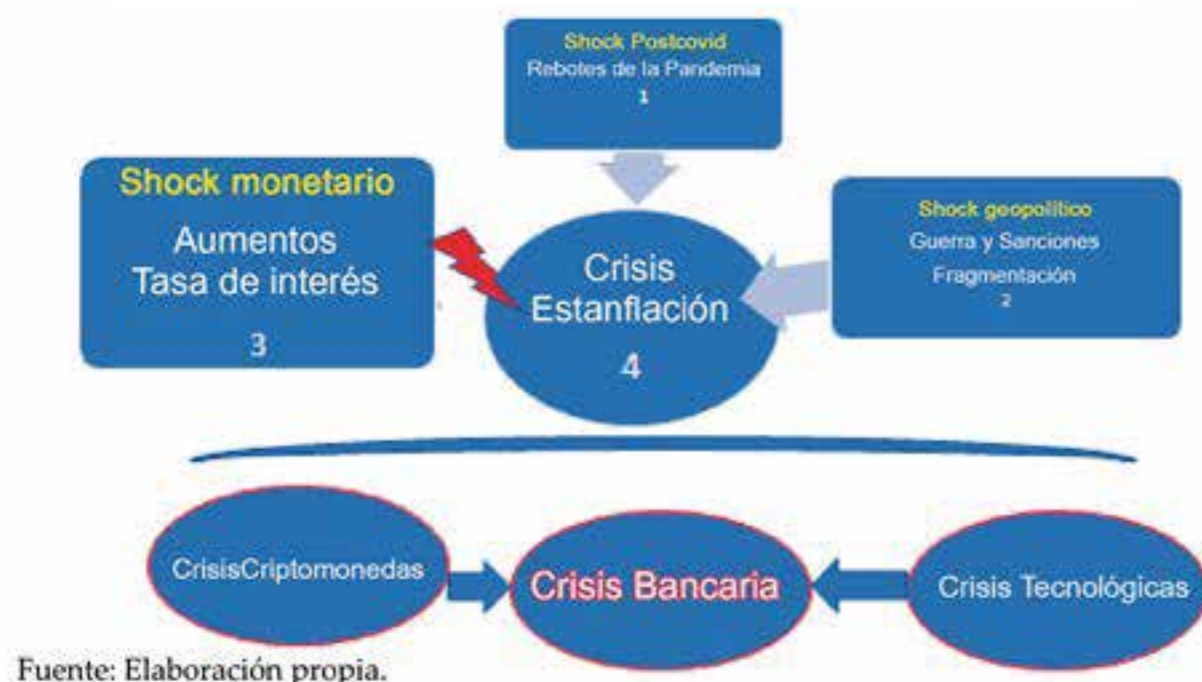 Shock Postcovid
Rebotes de la Pandemia
1
Shock monetario
Aumentos
Tasa de interés
3
Crisis
Estanflación
4
Shock geopolítico
Guerra y Sanciones
Fragmentación
2
CrisisCriptomonedas
Crisis Bancaria
Crisis Tecnológicas
Fuente: Elaboración propia.